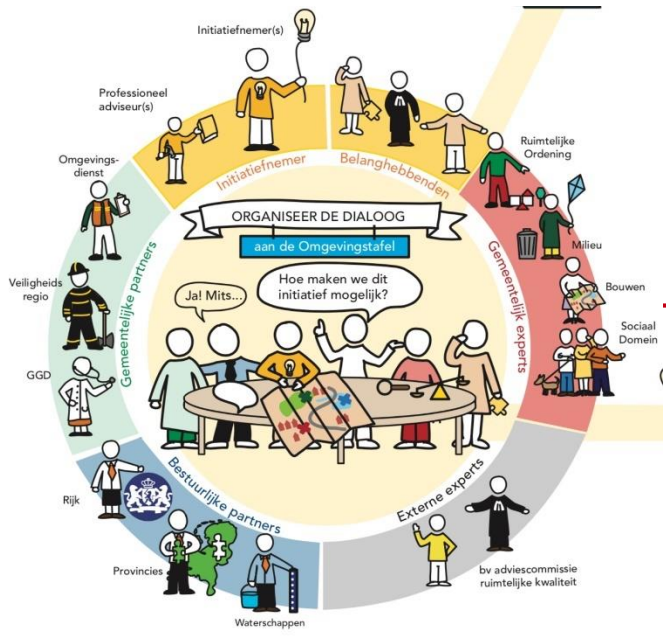 Initiatiefnemer(s)
Professioneel
adviseur(s)
Omgevings-
dienst
Veiligheids
regio
GGD
Rijk
Provincies
Waterschappen
bv adviescommissie
ruimtelijke kwaliteit
Sociaal
Domein
Bouwen
Milieu
Ruimtelijke
Ordening
Initiatiefnemer
Belanghebbenden
Gemeentelijk experts
Externe experts
Bestuurlijke partners
Gemeentelijke partners
ORGANISEER DE DIALOOG
aan de Omgevingstafel
Hoe maken we dit
initiatief mogelijk?
Ja! Mits...